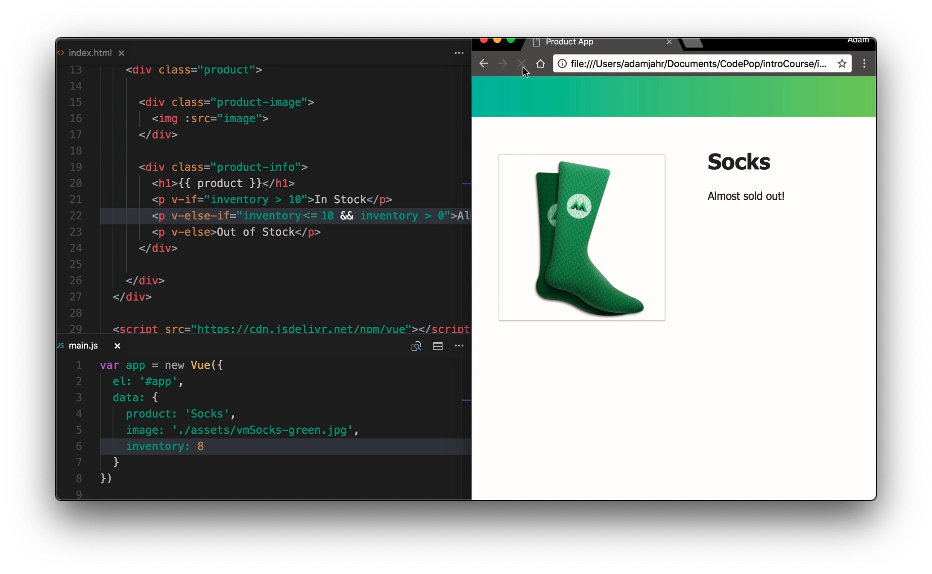 index.html ×
13 <div class="product">
14
15 <div class="product-image">
16 <img :src="image">
17 </div>
18
19 <div class="product-info">
20 <h1>{{ product }}</h1>
21 <p v-if="inventory > 10">In Stock</p>
22 <p v-else-if="inventory <= 10 && inventory > 0">Al
23 <p v-else>Out of Stock</p>
24 </div>
25
26 </div>
27 </div>
28
29 <script src="https://cdn.jsdelivr.net/npm/vue"></script
JS main.js ×
1 var app = new Vue({
2 el: '#app',
3 data: {
4 product: 'Socks',
5 image: './assets/vmSocks-green.jpg',
6 inventory: 8
7 }
8 })
9
Product App ×
Adam
file:///Users/adamjahr/Documents/CodePop/introCourse/i...
Socks
Almost sold out!